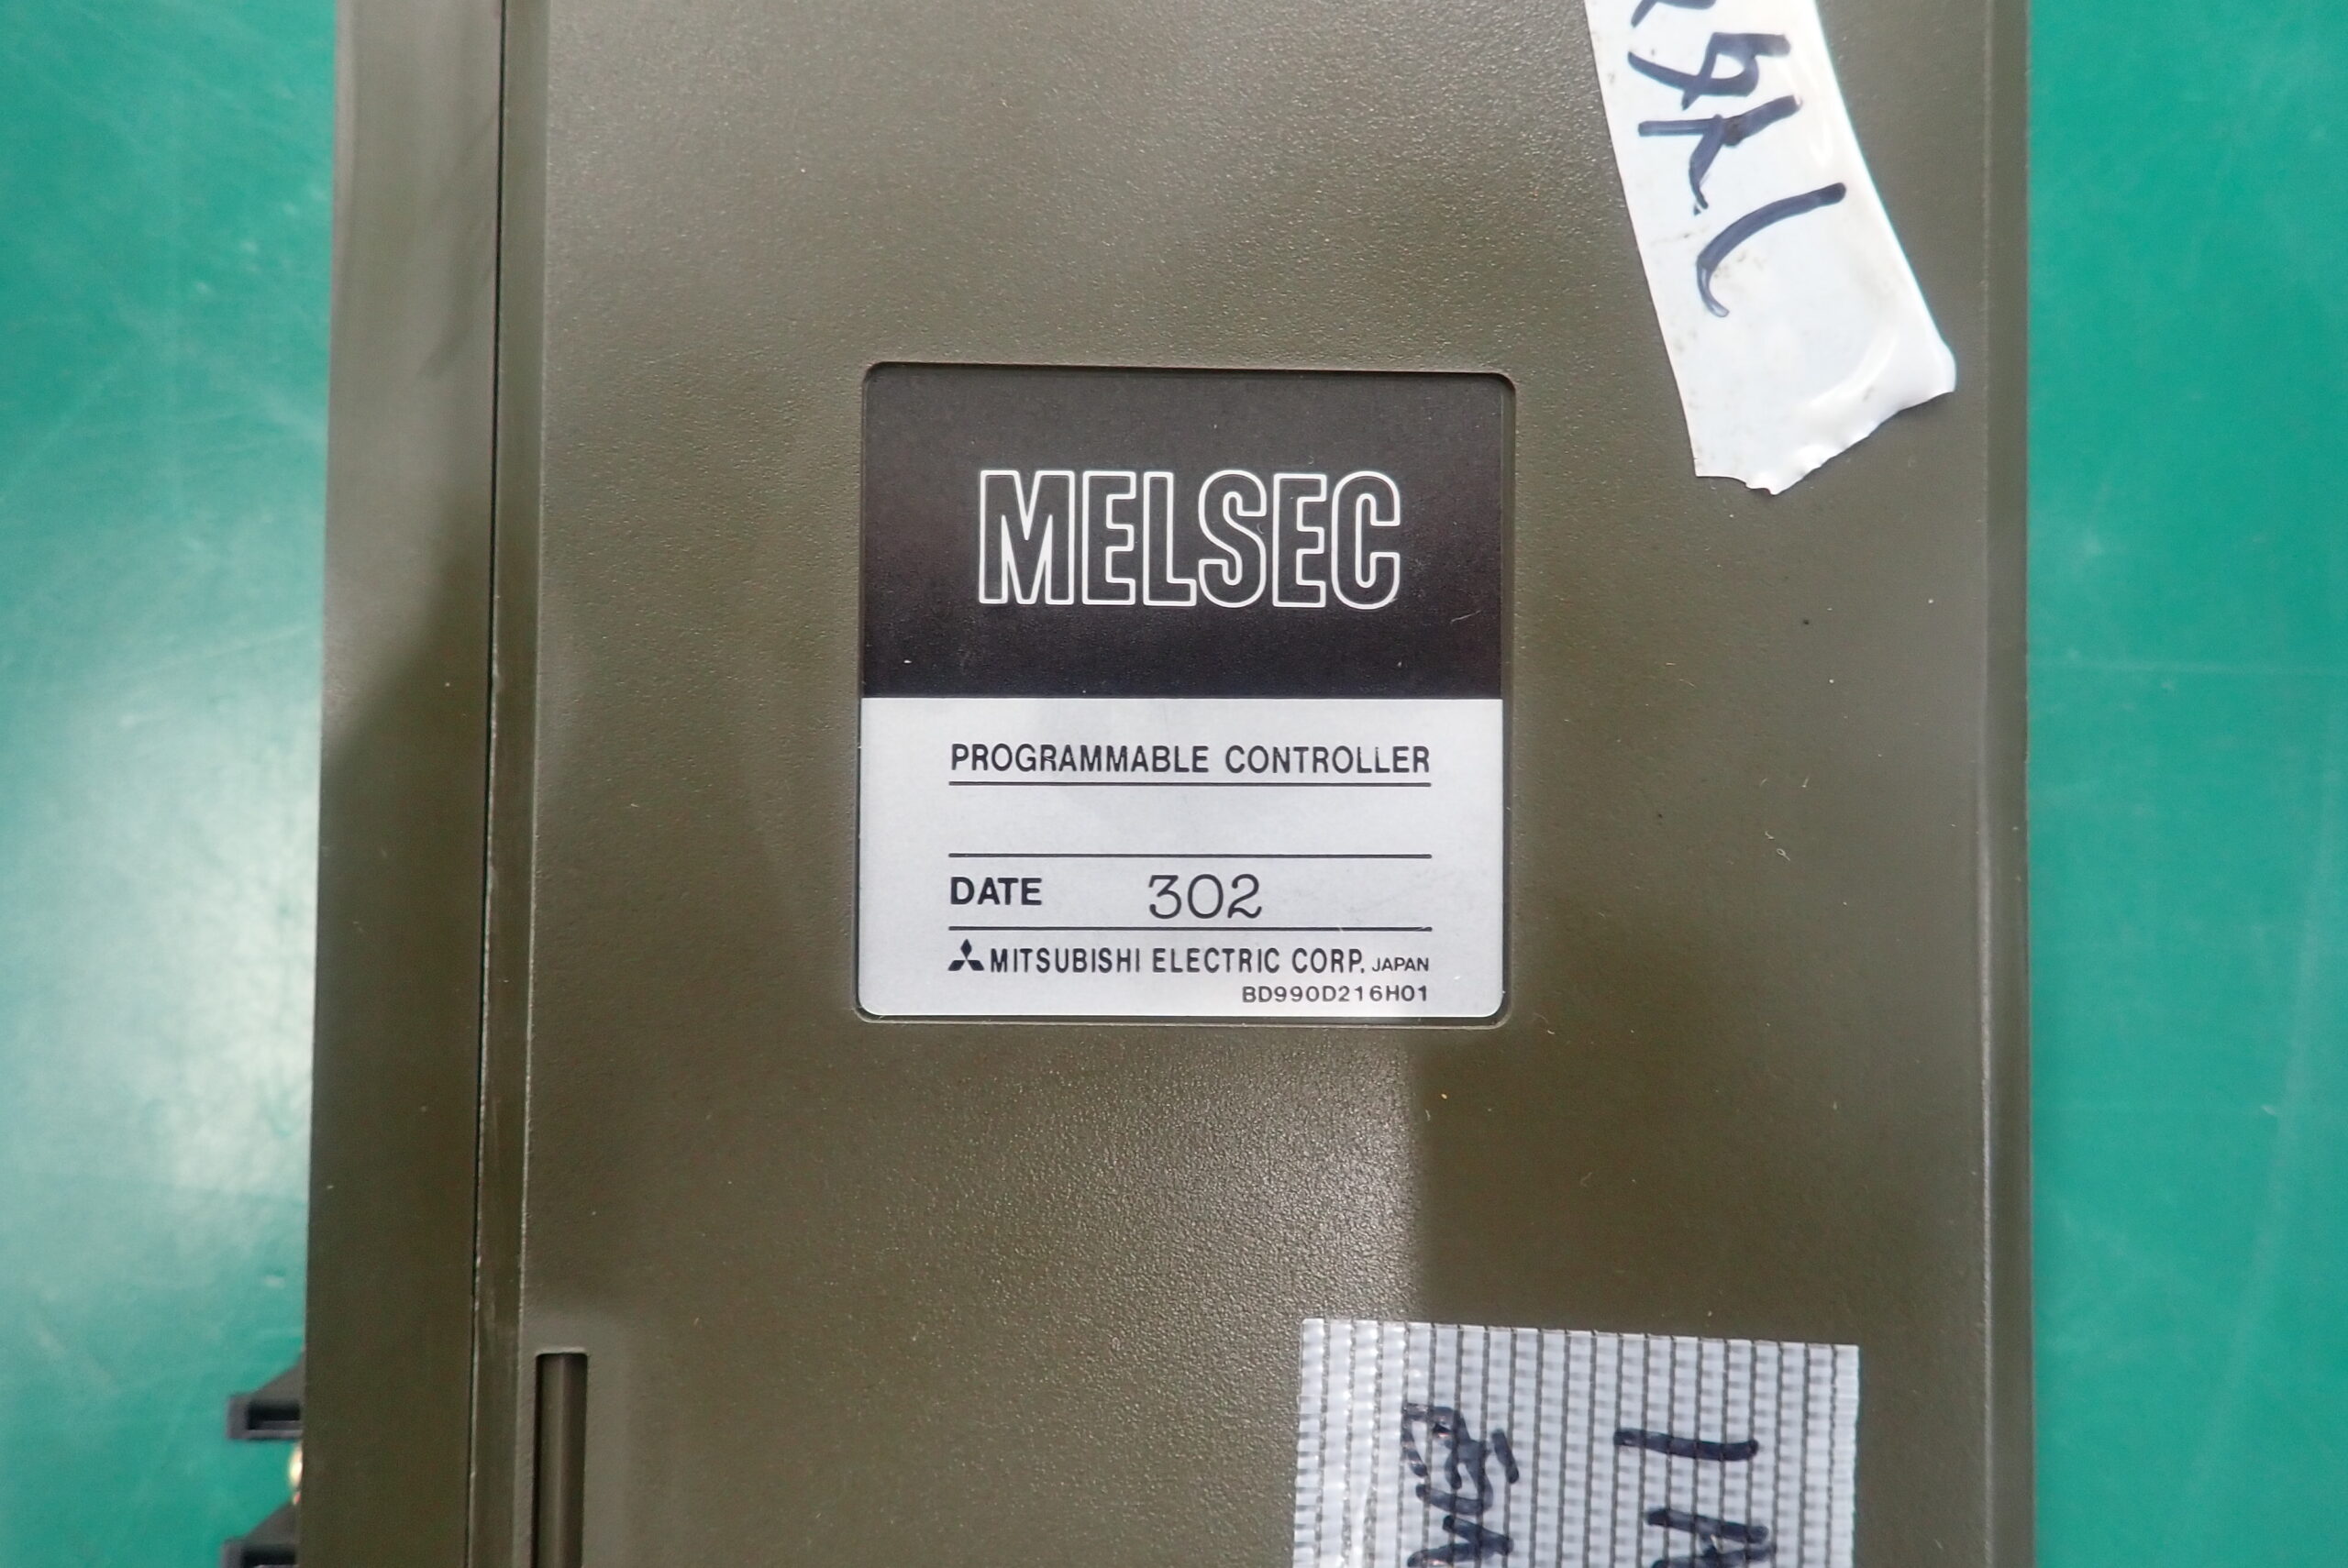 MELSEC
PROGRAMMABLE CONTROLLER
DATE 302
MITSUBISHI ELECTRIC CORP. JAPAN
BD990D216H01